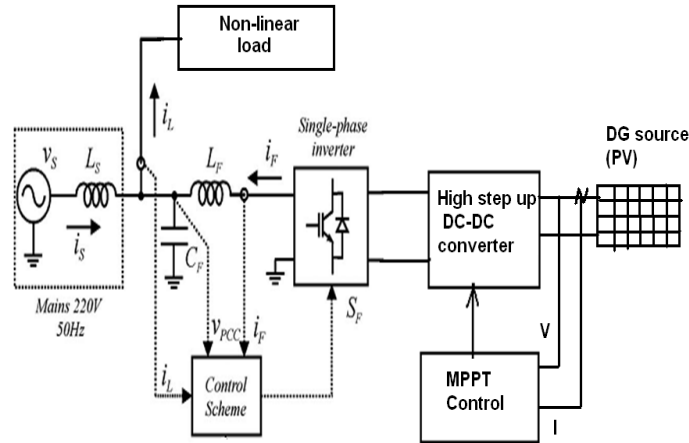 Non-linear
load
Single-phase
inverter
DG source
(PV)
i_L
v_S
L_S
L_F
i_F
i_S
C_F
High step up
DC-DC
converter
Mains 220V
50Hz
v_PCC
i_F
S_F
i_L
Control
Scheme
MPPT
Control
V
I